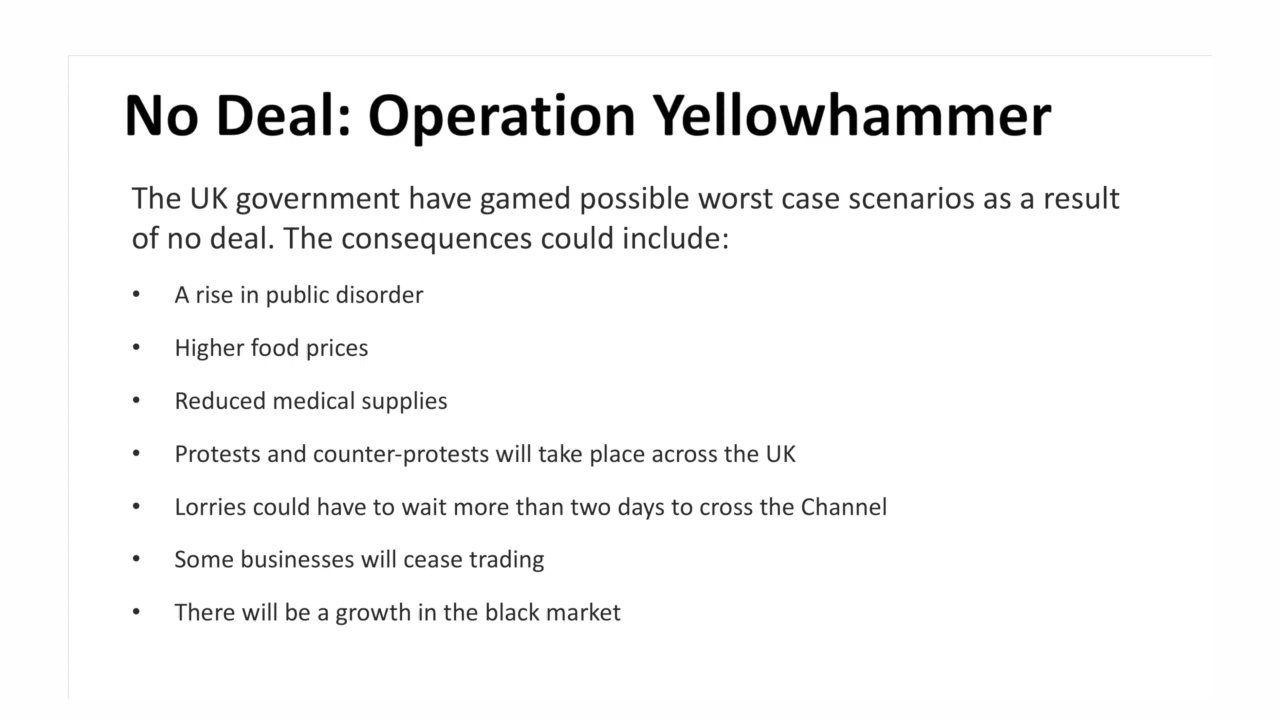 No Deal: Operation Yellowhammer
The UK government have gamed possible worst case scenarios as a result
of no deal. The consequences could include:
• A rise in public disorder
• Higher food prices
• Reduced medical supplies
• Protests and counter-protests will take place across the UK
• Lorries could have to wait more than two days to cross the Channel
• Some businesses will cease trading
• There will be a growth in the black market